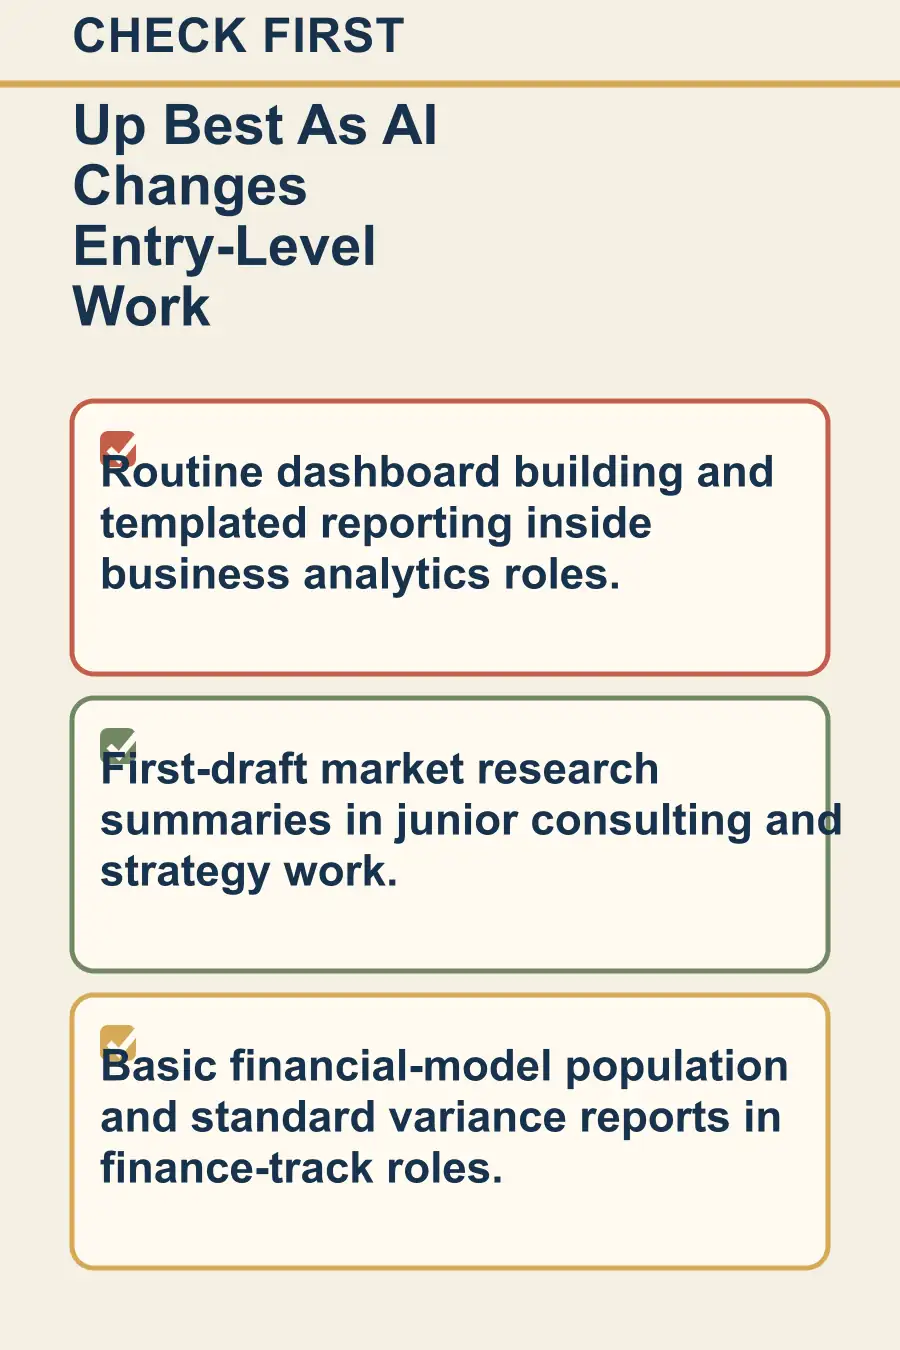 CHECK FIRST
Up Best As AI
Changes
Entry-Level
Work
Routine dashboard building and
templated reporting inside
business analytics roles.
First-draft market research
summaries in junior consulting and
strategy work.
Basic financial-model population
and standard variance reports in
finance-track roles.